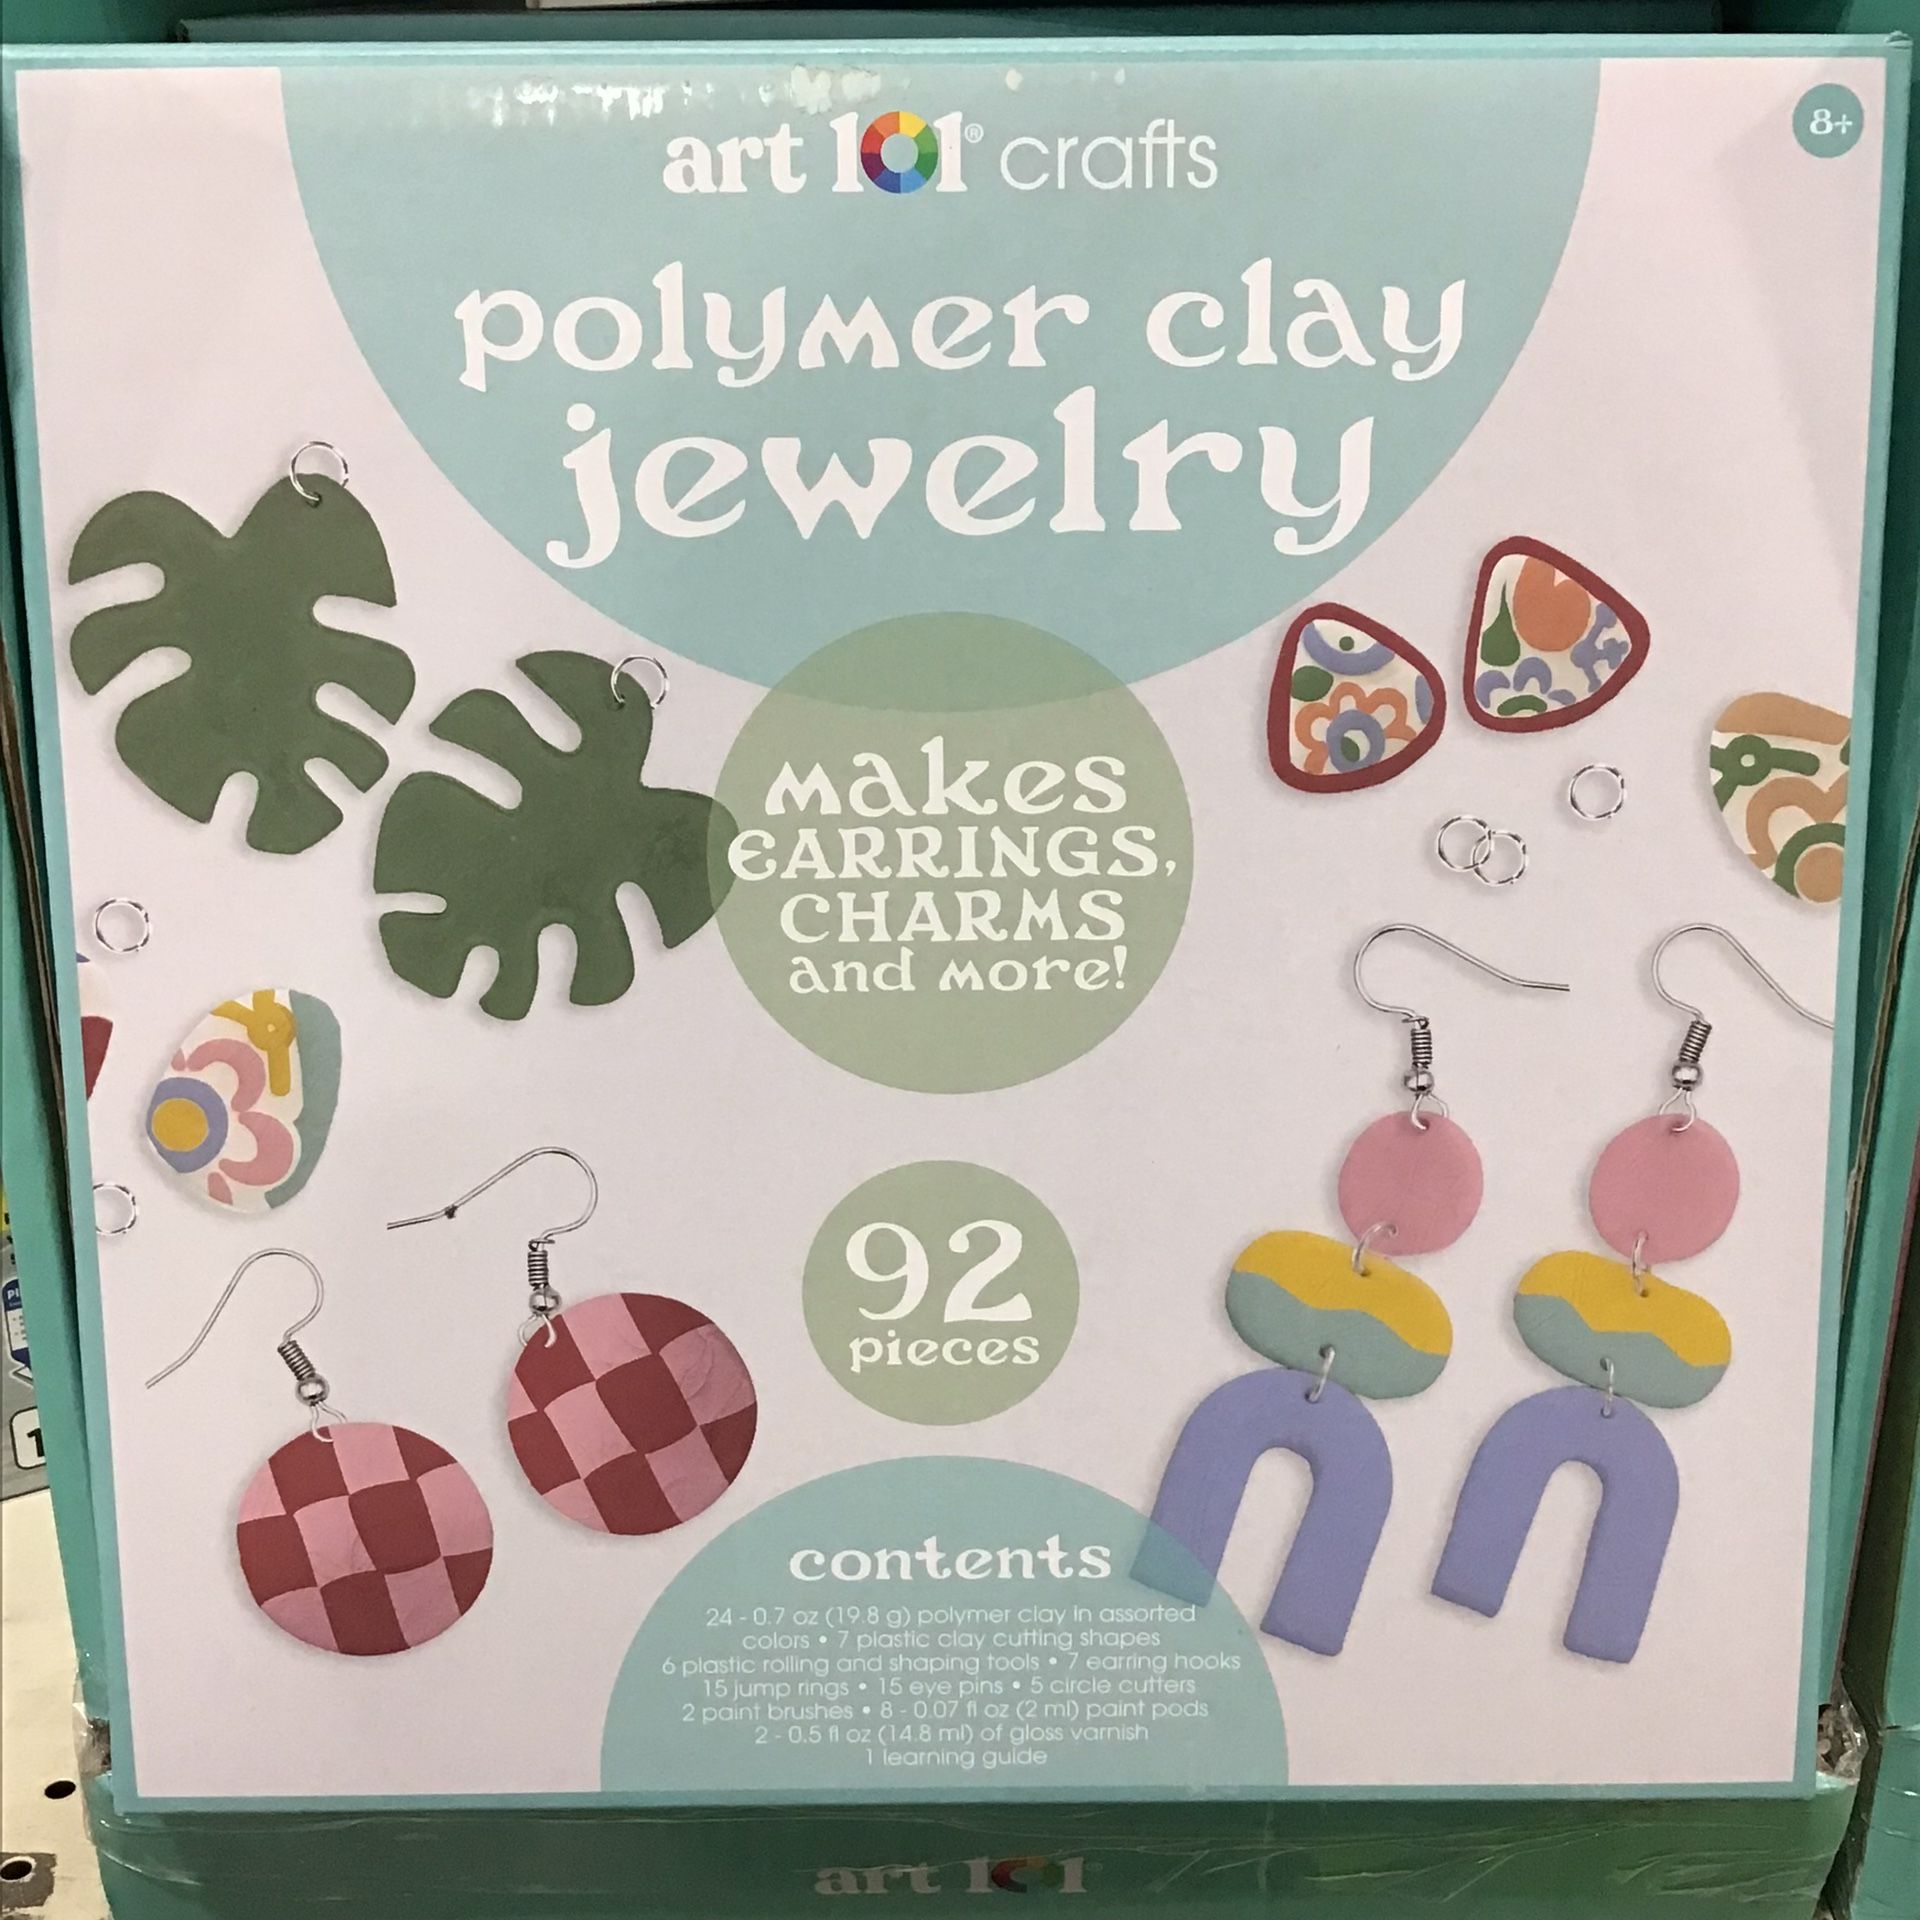 art 101® crafts
8+
polymer clay
jewelry
makes
EARRINGS,
CHARMS
and more!
92
pieces
contents
24 - 0.7 oz (19.8 g) polymer clay in assorted
colors • 7 plastic clay cutting shapes
6 plastic rolling and shaping tools • 7 earring hooks
15 jump rings • 15 eye pins • 5 circle cutters
2 paint brushes • 8 - 0.07 fl oz (2 ml) paint pods
2 - 0.5 fl oz (14.8 ml) of gloss varnish
1 learning guide
art 101